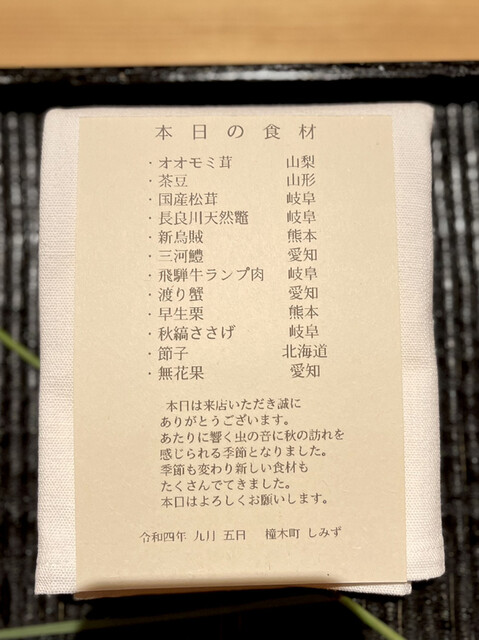 本日の食材
・オオモミ茸 山梨
・茶豆 山形
・国産松茸 岐阜
・長良川天然鼈 岐阜
・新烏賊 熊本
・三河鱧 愛知
・飛騨牛ランプ肉 岐阜
・渡り蟹 愛知
・早生栗 熊本
・秋縞ささげ 岐阜
・節子 北海道
・無花果 愛知
本日は来店いただき誠に
ありがとうございます。
あたりに響く虫の音に秋の訪れを
感じられる季節となりました。
季節も変わり新しい食材も
たくさんでてきました。
本日はよろしくお願いします。
令和四年 九月 五日 橦木町 しみず